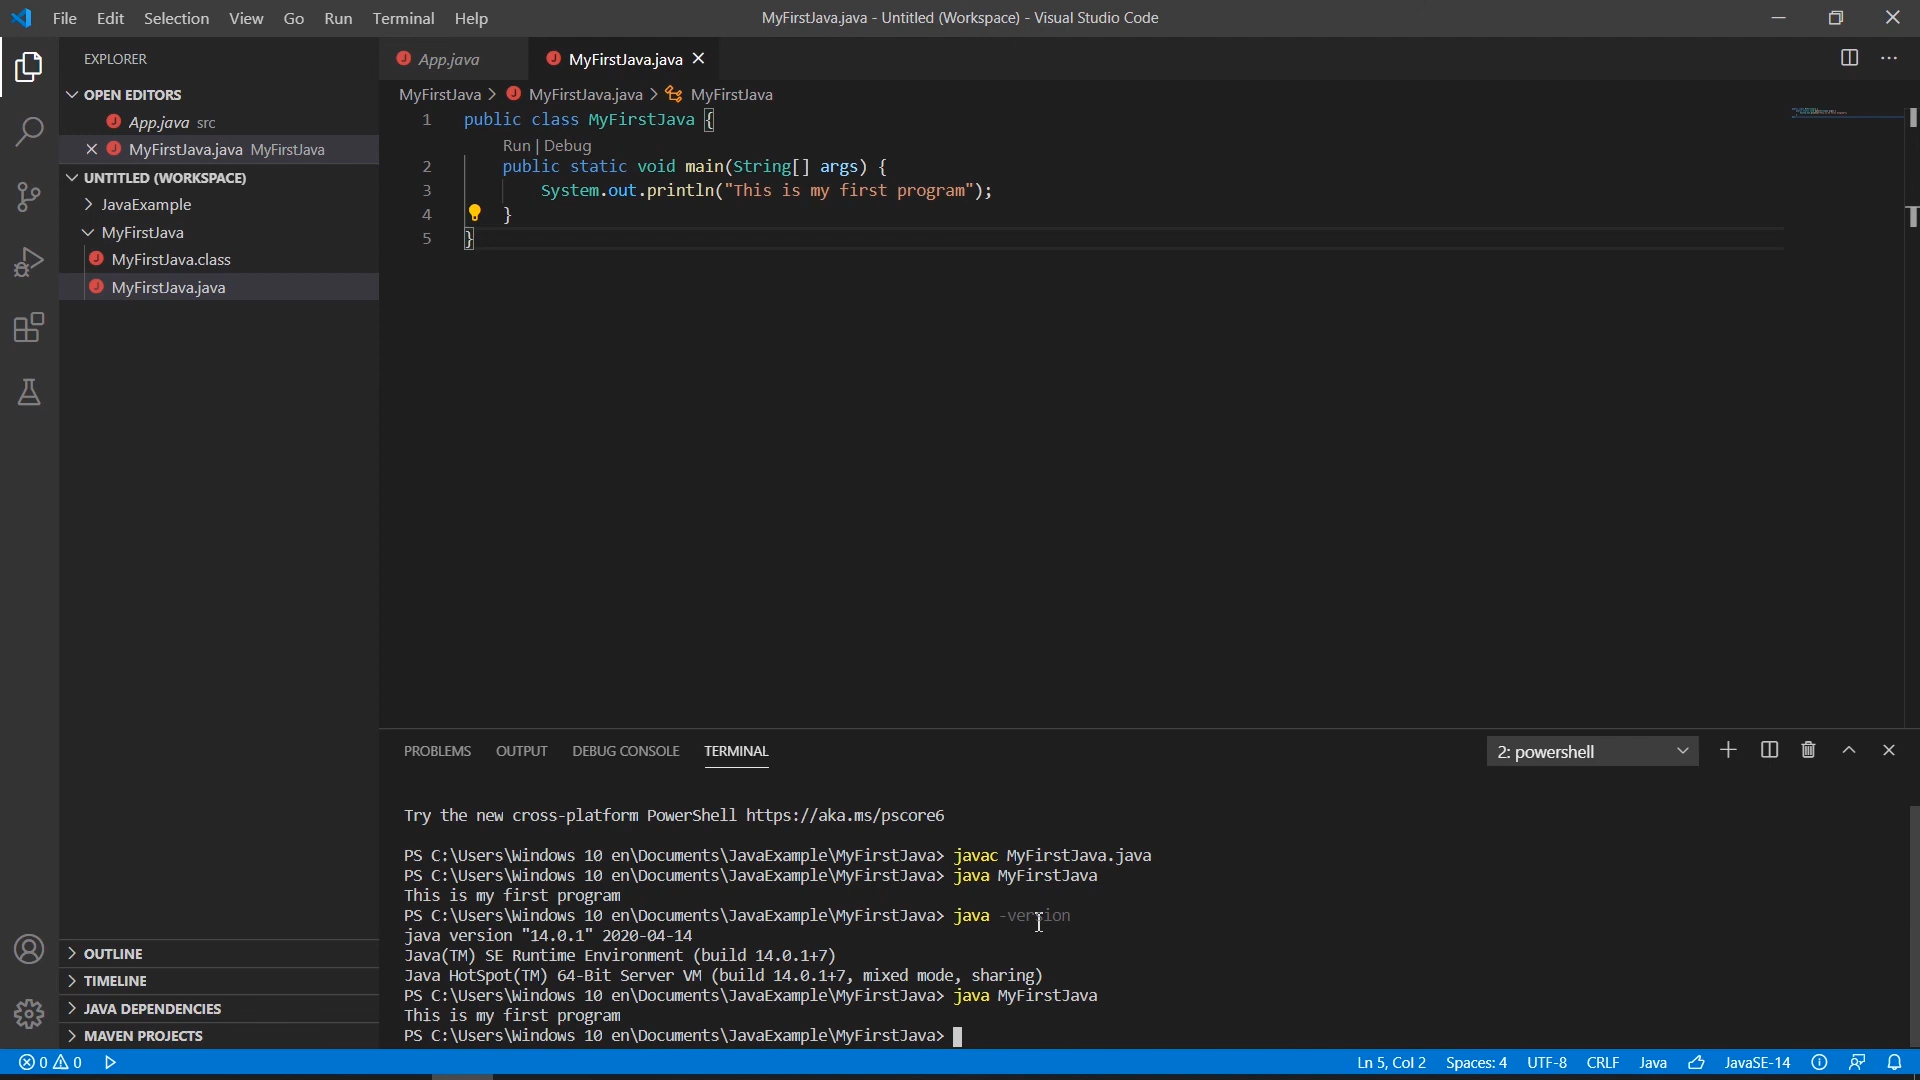 File Edit Selection View Go Run Terminal Help
MyFirstJava.java - Untitled (Workspace) - Visual Studio Code
EXPLORER
OPEN EDITORS
App.java src
MyFirstJava.java MyFirstJava
UNTITLED (WORKSPACE)
JavaExample
MyFirstJava
MyFirstJava.class
MyFirstJava.java
OUTLINE
TIMELINE
JAVA DEPENDENCIES
MAVEN PROJECTS
App.java MyFirstJava.java
MyFirstJava > MyFirstJava.java > MyFirstJava
1 public class MyFirstJava {
Run | Debug
2 public static void main(String[] args) {
3 System.out.println("This is my first program");
4 }
5 }
PROBLEMS OUTPUT DEBUG CONSOLE TERMINAL
2: powershell
Try the new cross-platform PowerShell https://aka.ms/pscore6
PS C:\Users\Windows 10 en\Documents\JavaExample\MyFirstJava> javac MyFirstJava.java
PS C:\Users\Windows 10 en\Documents\JavaExample\MyFirstJava> java MyFirstJava
This is my first program
PS C:\Users\Windows 10 en\Documents\JavaExample\MyFirstJava> java -version
java version "14.0.1" 2020-04-14
Java(TM) SE Runtime Environment (build 14.0.1+7)
Java HotSpot(TM) 64-Bit Server VM (build 14.0.1+7, mixed mode, sharing)
PS C:\Users\Windows 10 en\Documents\JavaExample\MyFirstJava> java MyFirstJava
This is my first program
PS C:\Users\Windows 10 en\Documents\JavaExample\MyFirstJava>
0 0
Ln 5, Col 2 Spaces: 4 UTF-8 CRLF Java JavaSE-14